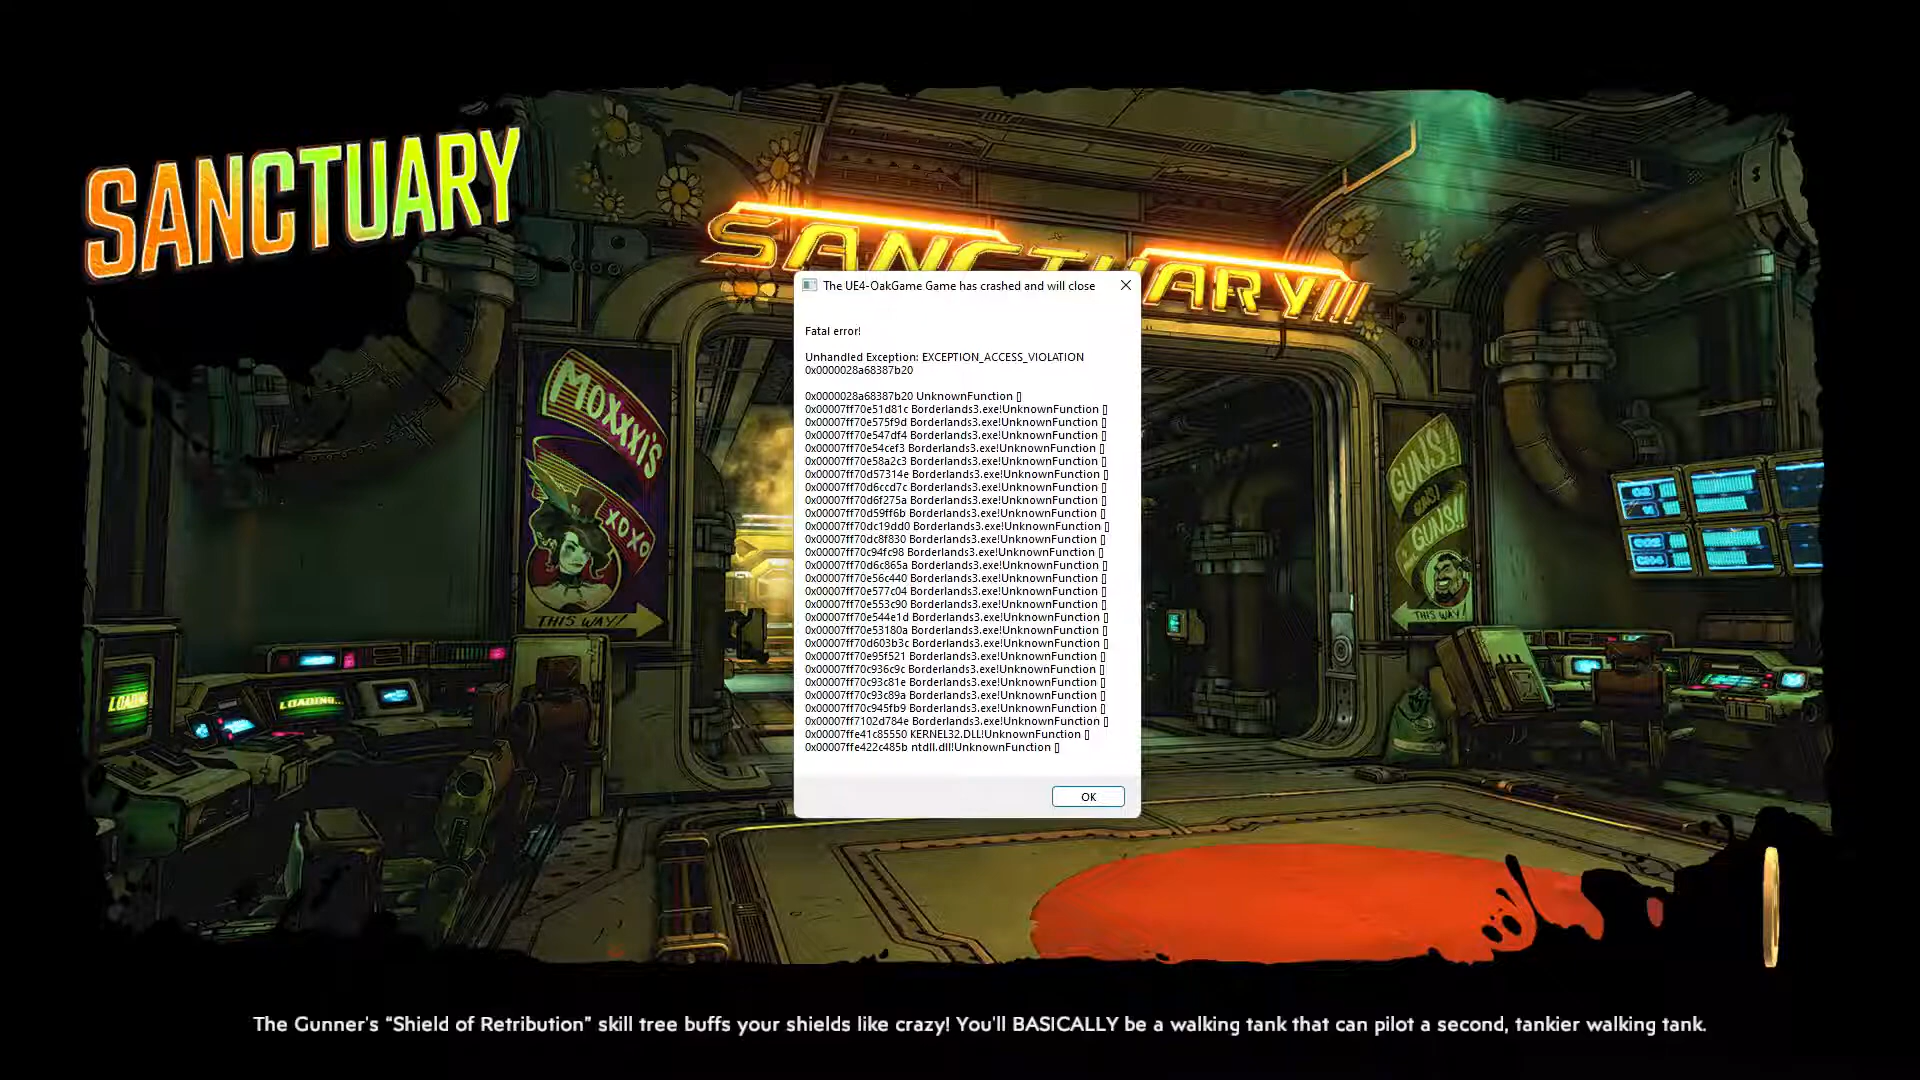 SANCTUARY
SANCTUARY III
The UE4-OakGame Game has crashed and will close
Fatal error!
Unhandled Exception: EXCEPTION_ACCESS_VIOLATION
0x0000028a68387b20
0x0000028a68387b20 UnknownFunction []
0x00007ff70e51d81c Borderlands3.exe!UnknownFunction []
0x00007ff70e575f9d Borderlands3.exe!UnknownFunction []
0x00007ff70e547df4 Borderlands3.exe!UnknownFunction []
0x00007ff70e54cef3 Borderlands3.exe!UnknownFunction []
0x00007ff70e58a2c3 Borderlands3.exe!UnknownFunction []
0x00007ff70d57314e Borderlands3.exe!UnknownFunction []
0x00007ff70d6ccd7c Borderlands3.exe!UnknownFunction []
0x00007ff70d6f275a Borderlands3.exe!UnknownFunction []
0x00007ff70d59ff6b Borderlands3.exe!UnknownFunction []
0x00007ff70dc19dd0 Borderlands3.exe!UnknownFunction []
0x00007ff70dc8f830 Borderlands3.exe!UnknownFunction []
0x00007ff70c94fc98 Borderlands3.exe!UnknownFunction []
0x00007ff70d6c865a Borderlands3.exe!UnknownFunction []
0x00007ff70e56c440 Borderlands3.exe!UnknownFunction []
0x00007ff70e577c04 Borderlands3.exe!UnknownFunction []
0x00007ff70e553c90 Borderlands3.exe!UnknownFunction []
0x00007ff70e544e1d Borderlands3.exe!UnknownFunction []
0x00007ff70e53180a Borderlands3.exe!UnknownFunction []
0x00007ff70d603b3c Borderlands3.exe!UnknownFunction []
0x00007ff70e95f521 Borderlands3.exe!UnknownFunction []
0x00007ff70c936c9c Borderlands3.exe!UnknownFunction []
0x00007ff70c93c81e Borderlands3.exe!UnknownFunction []
0x00007ff70c93c89a Borderlands3.exe!UnknownFunction []
0x00007ff70c945fb9 Borderlands3.exe!UnknownFunction []
0x00007ff7102d784e Borderlands3.exe!UnknownFunction []
0x00007ffe41c85550 KERNEL32.DLL!UnknownFunction []
0x00007ffe422c485b ntdll.dll!UnknownFunction []
OK
MOXXXI'S
XOXO
THIS WAY!
GUNS!
GUNS!!
THIS WAY!
LOADING...
The Gunner's “Shield of Retribution” skill tree buffs your shields like crazy! You'll BASICALLY be a walking tank that can pilot a second, tankier walking tank.